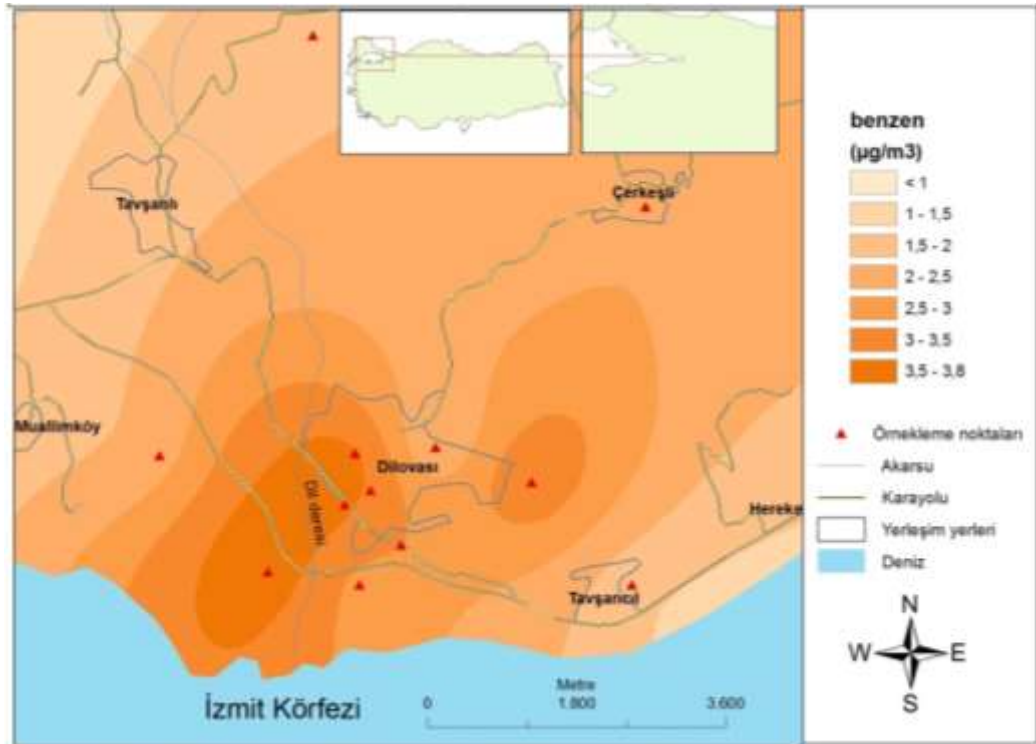 Tavşanlı
Çerkeşli
Muallimköy
Dilovası
Dil deresi
Hereke
Tavşancıl
İzmit Körfezi
Metre
0 1.800 3.600
benzen
(µg/m3)
< 1
1 - 1,5
1,5 - 2
2 - 2,5
2,5 - 3
3 - 3,5
3,5 - 3,8
Örnekleme noktaları
Akarsu
Karayolu
Yerleşim yerleri
Deniz
N
W E
S